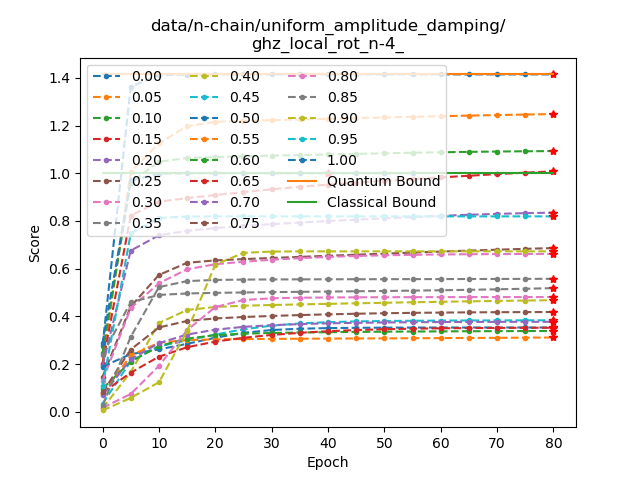 data/n-chain/uniform_amplitude_damping/
ghz_local_rot_n-4_
Score
1.4
1.2
1.0
0.8
0.6
0.4
0.2
0.0
0.00 0.40 0.80
0.05 0.45 0.85
0.10 0.50 0.90
0.15 0.55 0.95
0.20 0.60 1.00
0.25 0.65 Quantum Bound
0.30 0.70 Classical Bound
0.35 0.75
0 10 20 30 40 50 60 70 80
Epoch